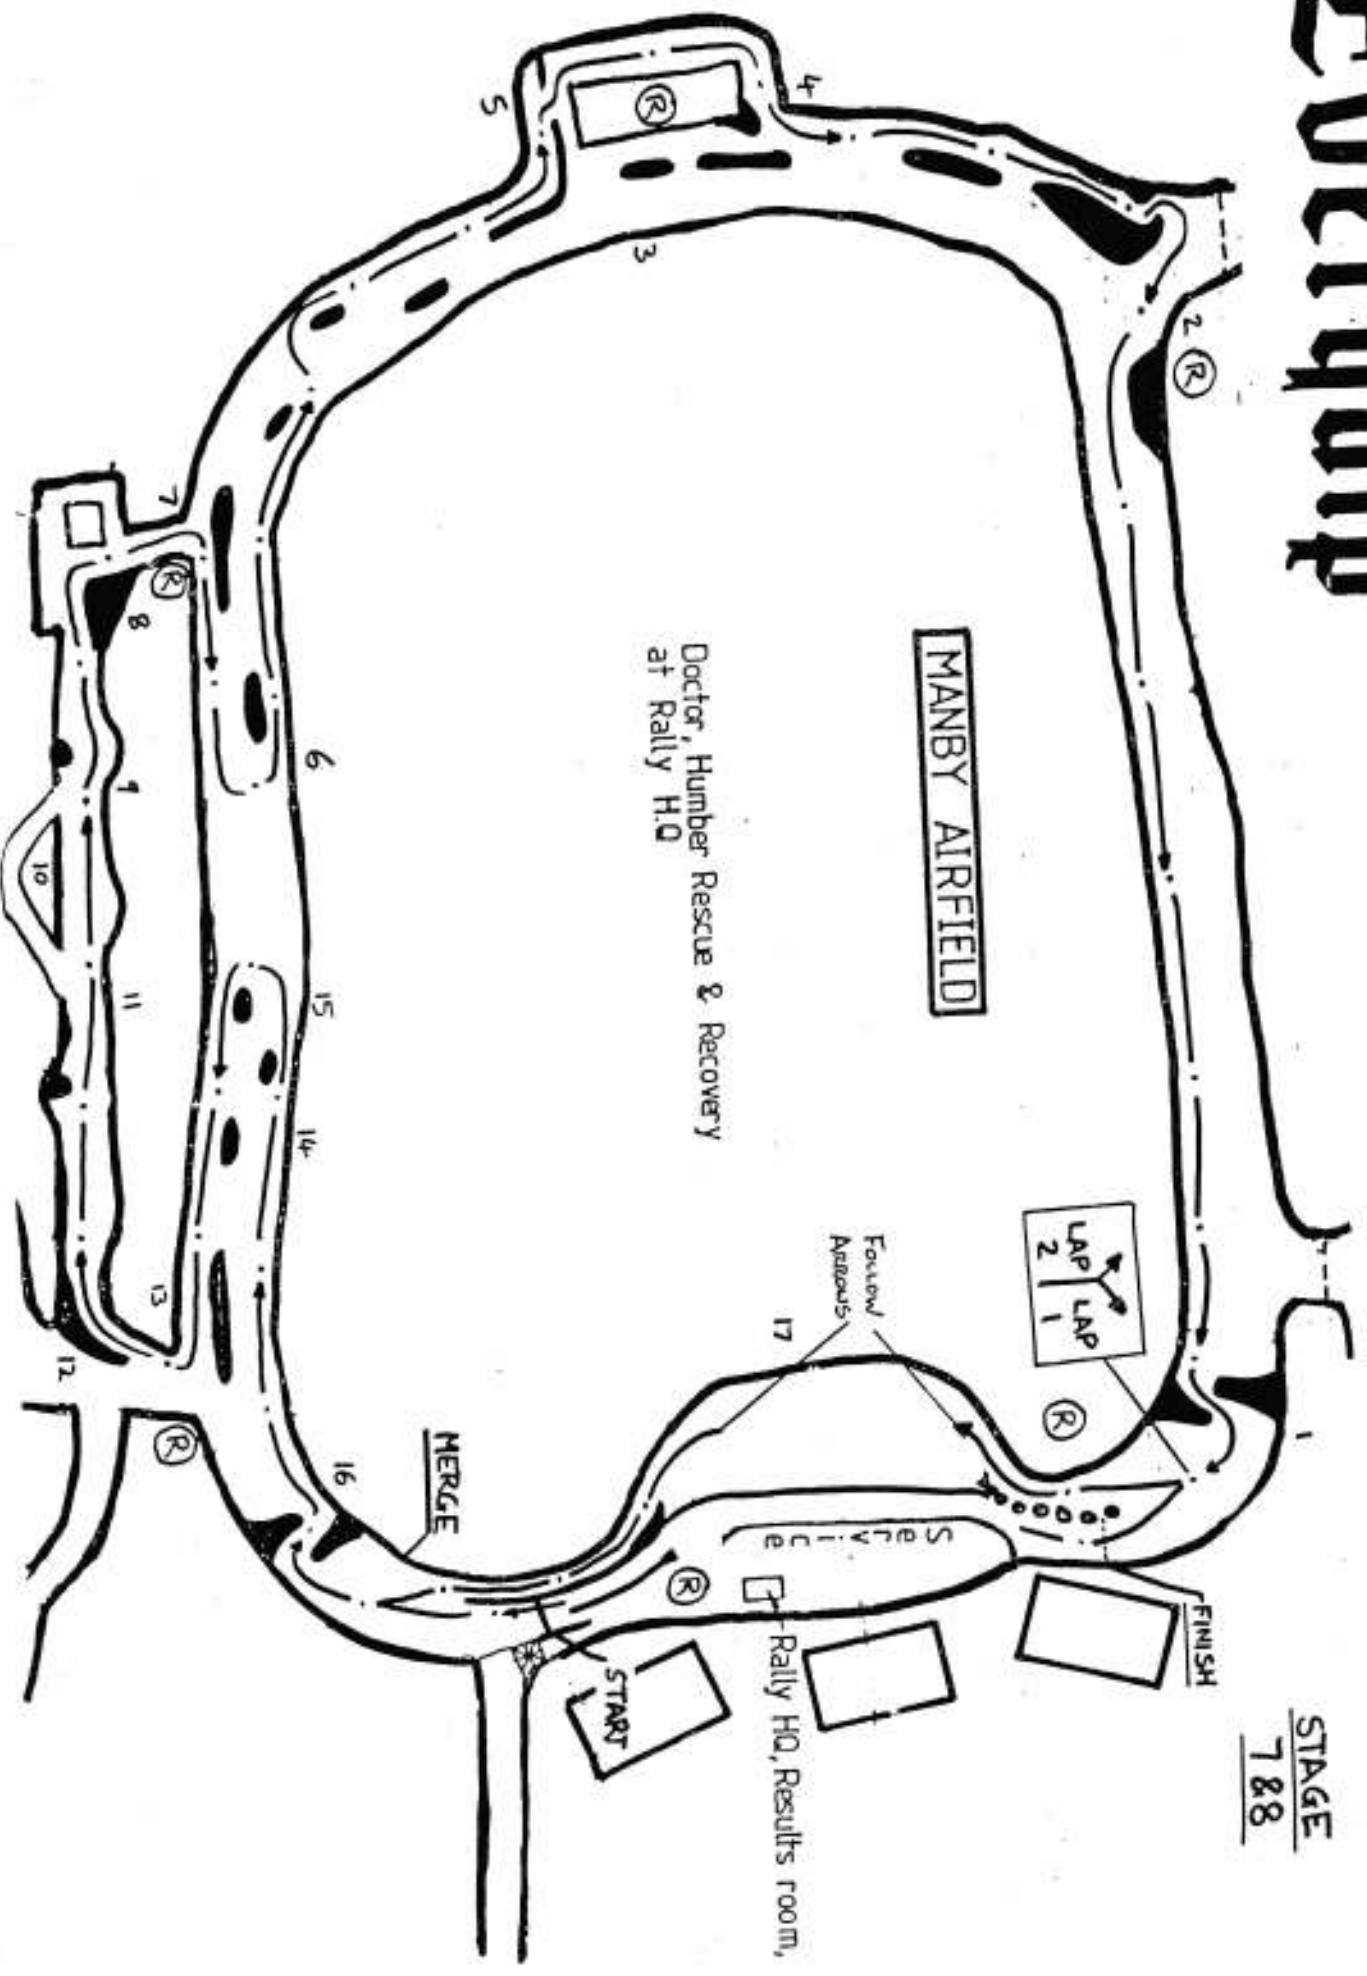 STAGE
7 & 8
FINISH
1
LAP LAP
2 1
2
R
MANBY AIRFIELD
Doctor, Humber Rescue & Recovery
at Rally H.Q
Follow
Arrows
17
R
Service
Rally HQ, Results room,
R
START
MERGE
16
3
4
R
5
6
7
R
8
9
10
11
12
13
14
15
R